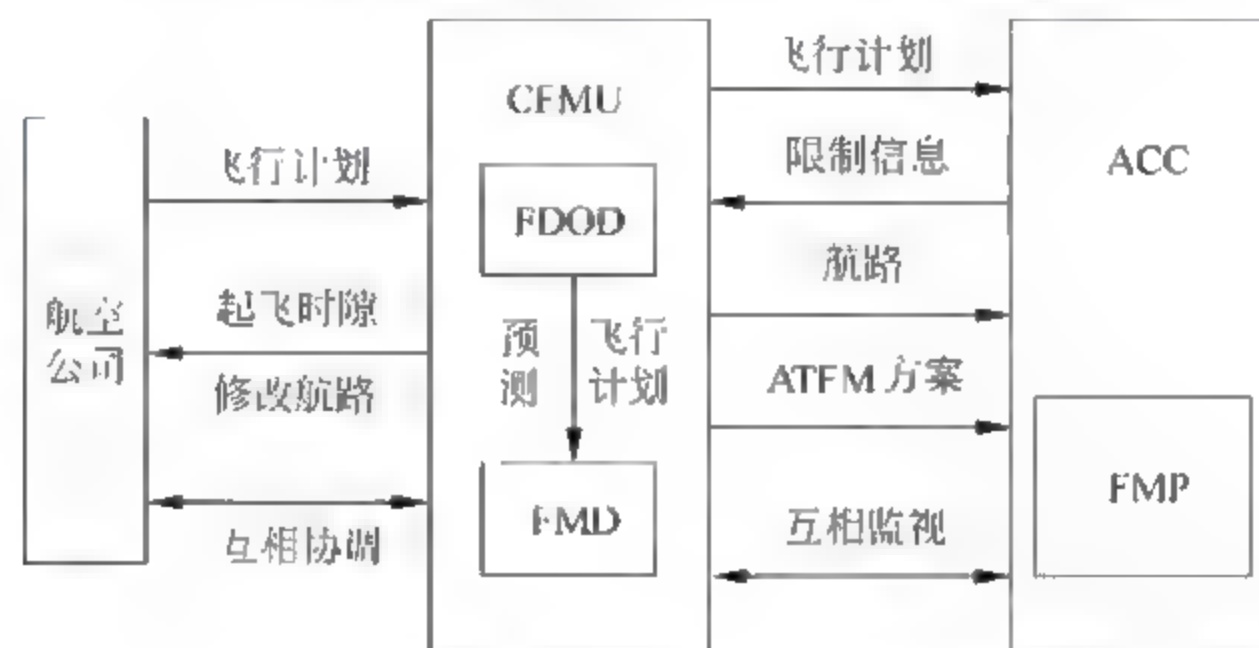 CFMU
飞行计划
限制信息
ACC
飞行计划
FDOD
航路
航空
公司
起飞时隙
修改航路
预
测
飞行
计划
ATFM 方案
FMD
FMP
互相协调
互相监视